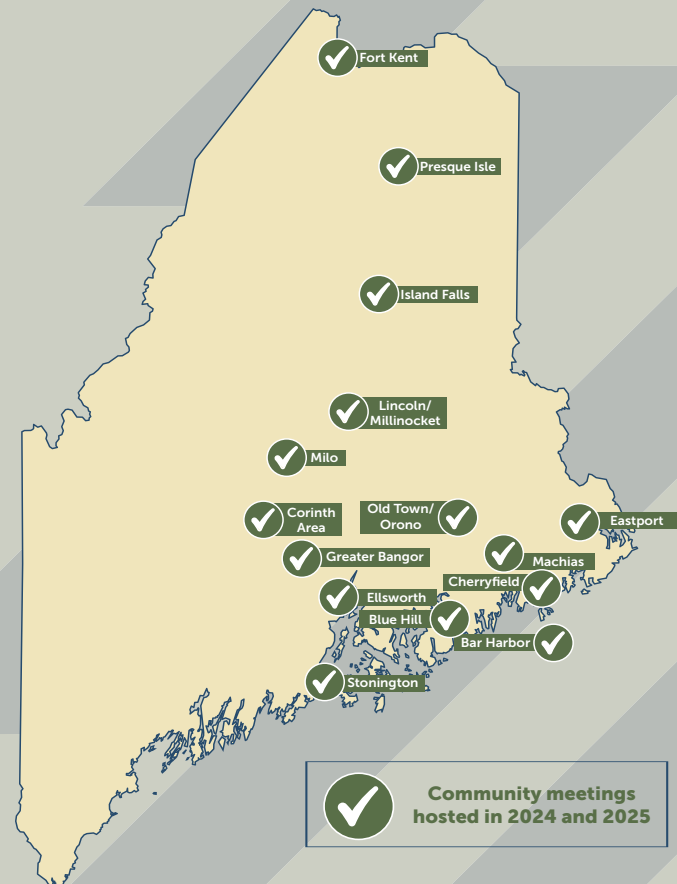 Fort Kent
Presque Isle
Island Falls
Lincoln/
Millinocket
Milo
Corinth
Area
Old Town/
Orono
Eastport
Greater Bangor
Machias
Cherryfield
Ellsworth
Blue Hill
Bar Harbor
Stonington
Community meetings
hosted in 2024 and 2025